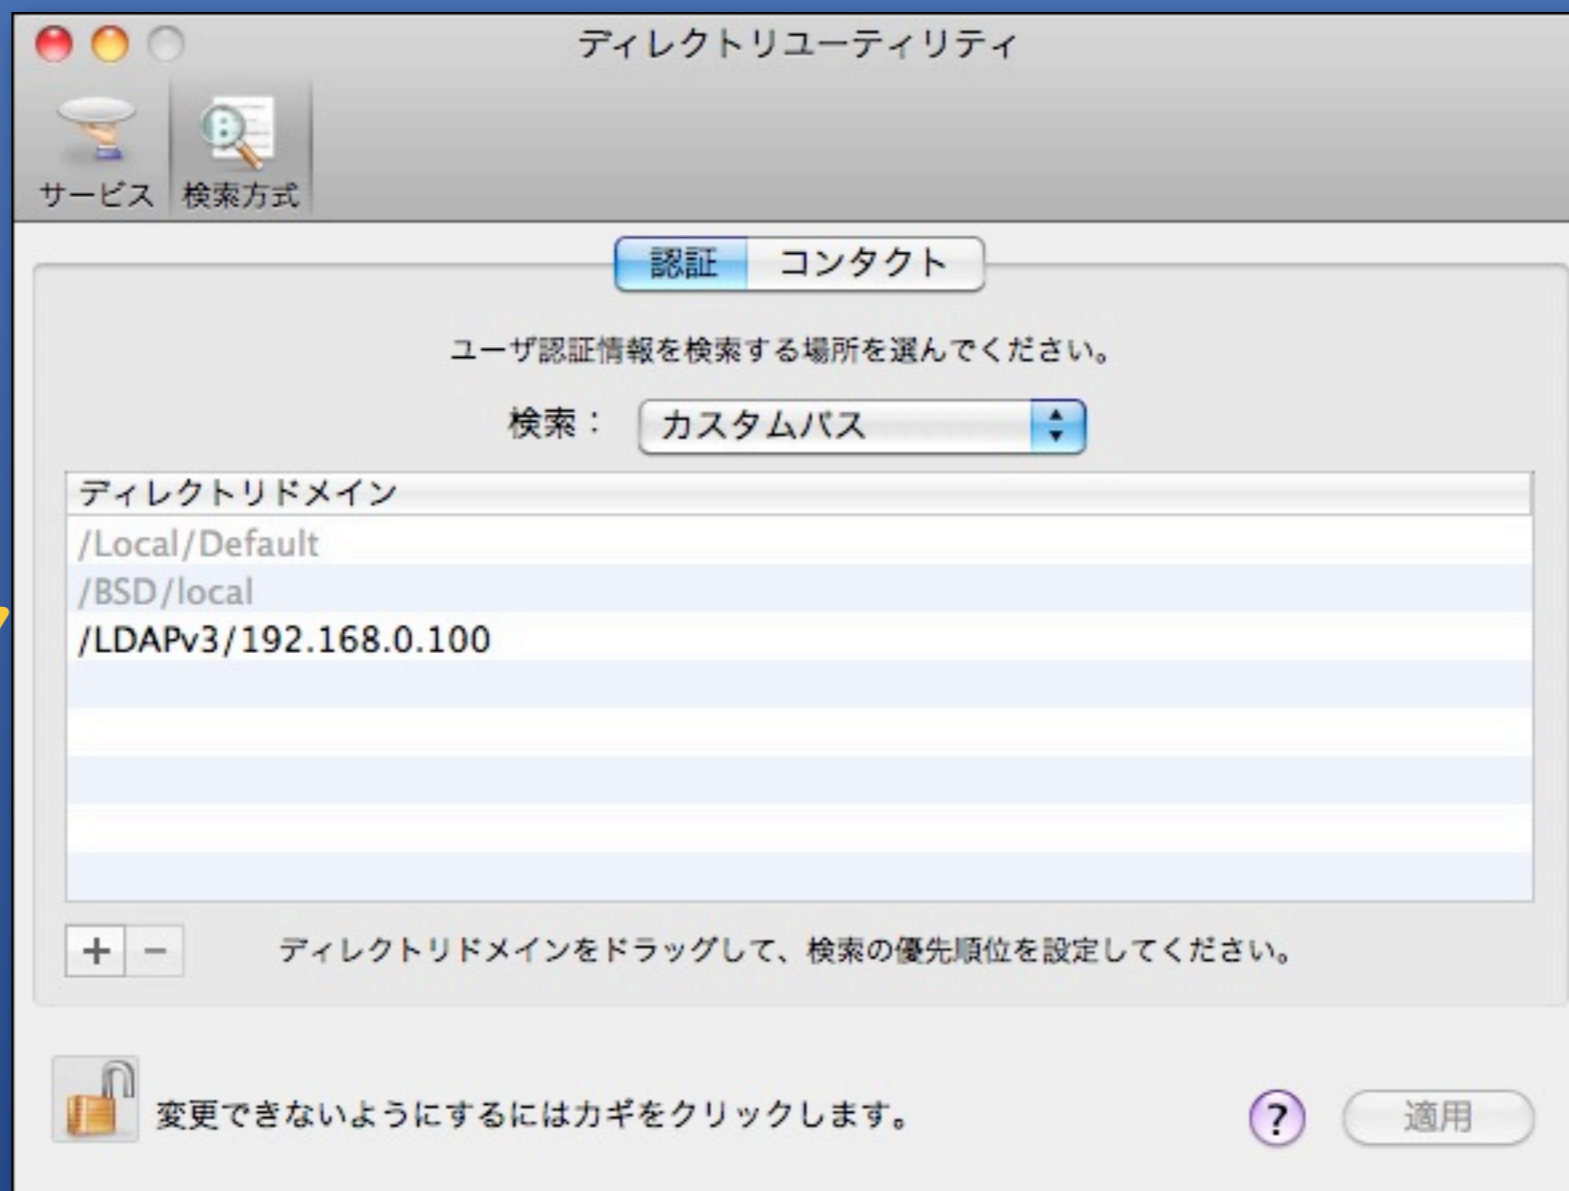 ディレクトリユーティリティ
サービス 検索方式
認証 コンタクト
ユーザ認証情報を検索する場所を選んでください。
検索： カスタムパス
ディレクトリドメイン
/Local/Default
/BSD/local
/LDAPv3/192.168.0.100
+ − ディレクトリドメインをドラッグして、検索の優先順位を設定してください。
変更できないようにするにはカギをクリックします。 ? 適用